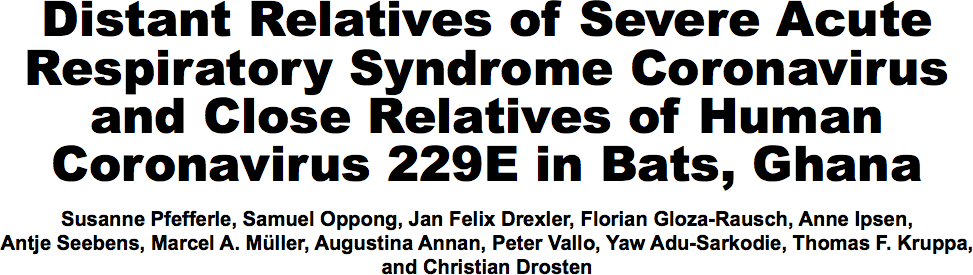 Distant Relatives of Severe Acute
Respiratory Syndrome Coronavirus
and Close Relatives of Human
Coronavirus 229E in Bats, Ghana
Susanne Pfefferle, Samuel Oppong, Jan Felix Drexler, Florian Gloza-Rausch, Anne Ipsen,
Antje Seebens, Marcel A. Müller, Augustina Annan, Peter Vallo, Yaw Adu-Sarkodie, Thomas F. Kruppa,
and Christian Drosten